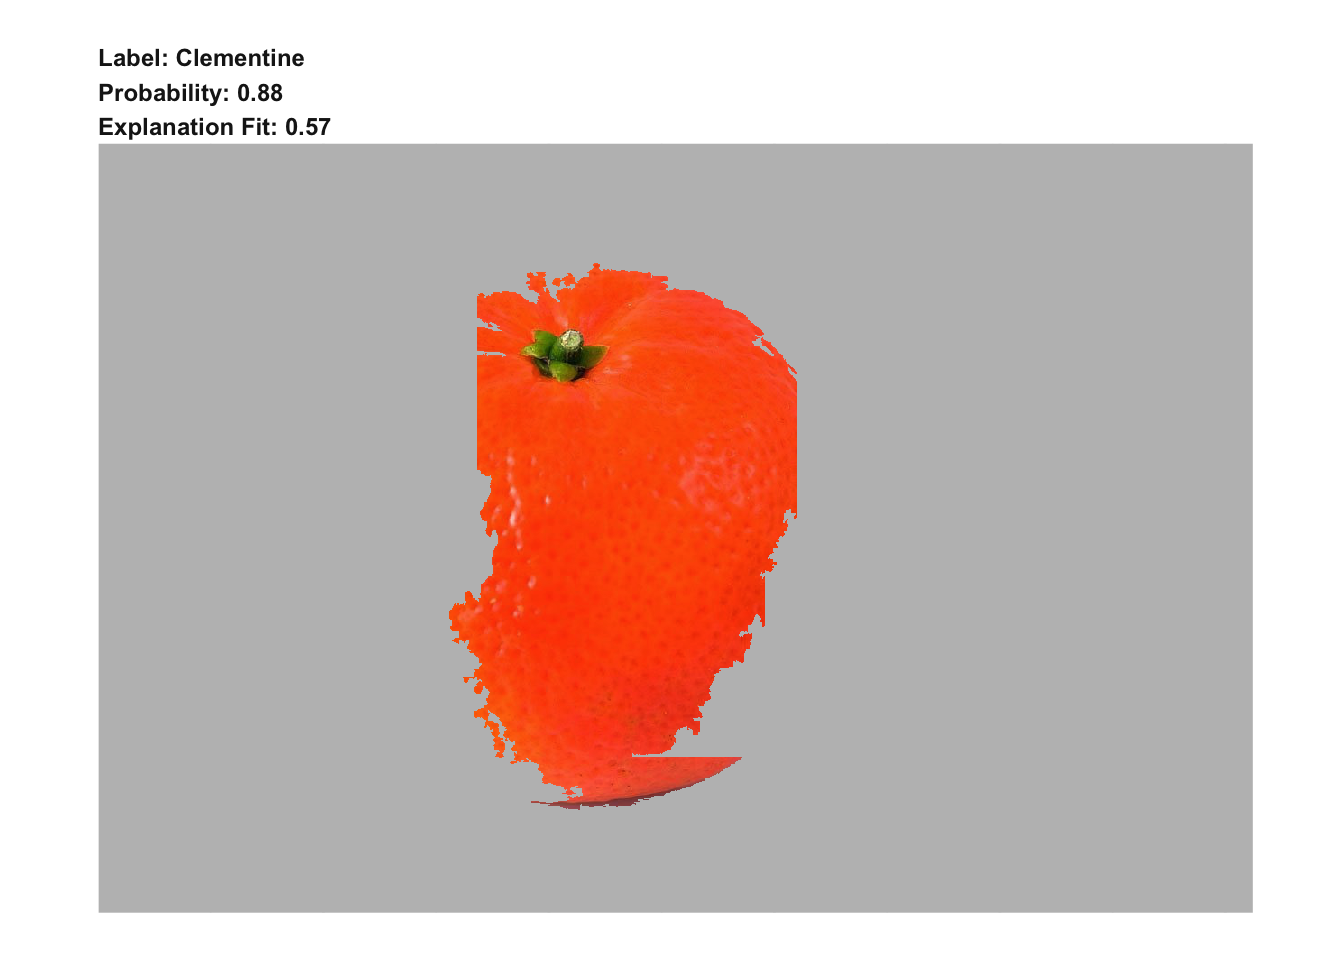 Label: Clementine
Probability: 0.88
Explanation Fit: 0.57